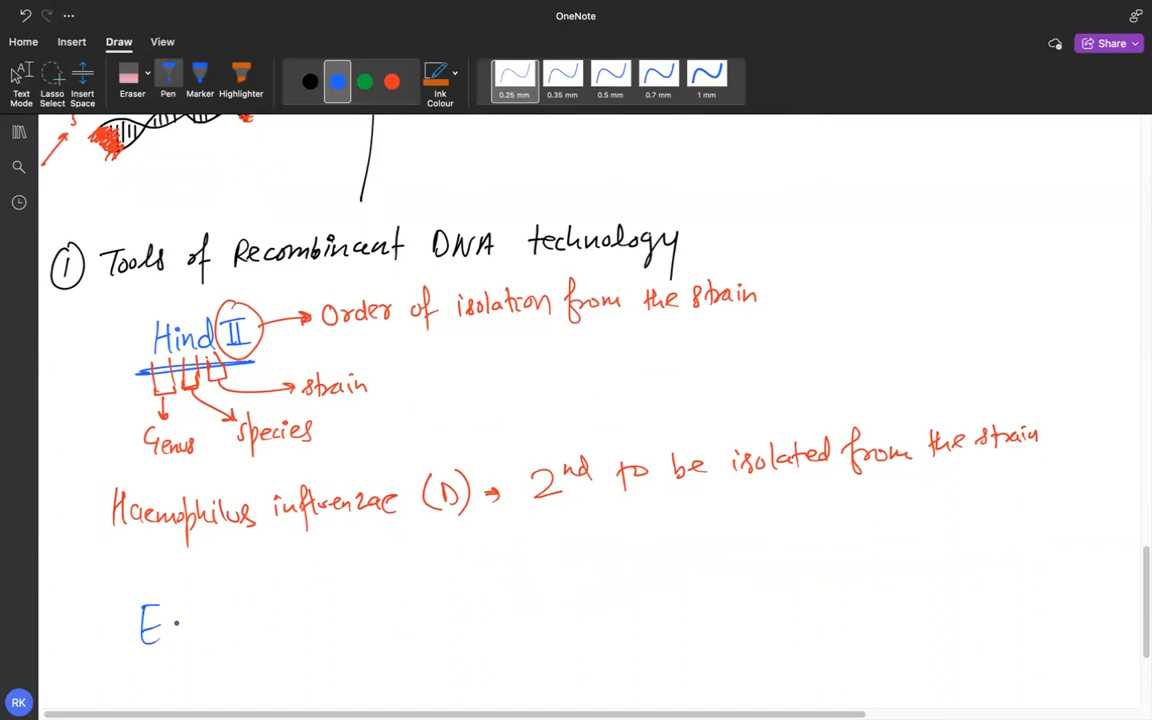 OneNote
Home Insert Draw View
Share
Text Mode
Lasso Select
Insert Space
Eraser
Pen
Marker
Highlighter
Ink Colour
0.25 mm
0.35 mm
0.5 mm
0.7 mm
1 mm
① Tools of Recombinant DNA technology
Hind II → Order of isolation from the strain
strain
Genus species
Haemophilus influenzae (D) → 2nd to be isolated from the strain
E
RK